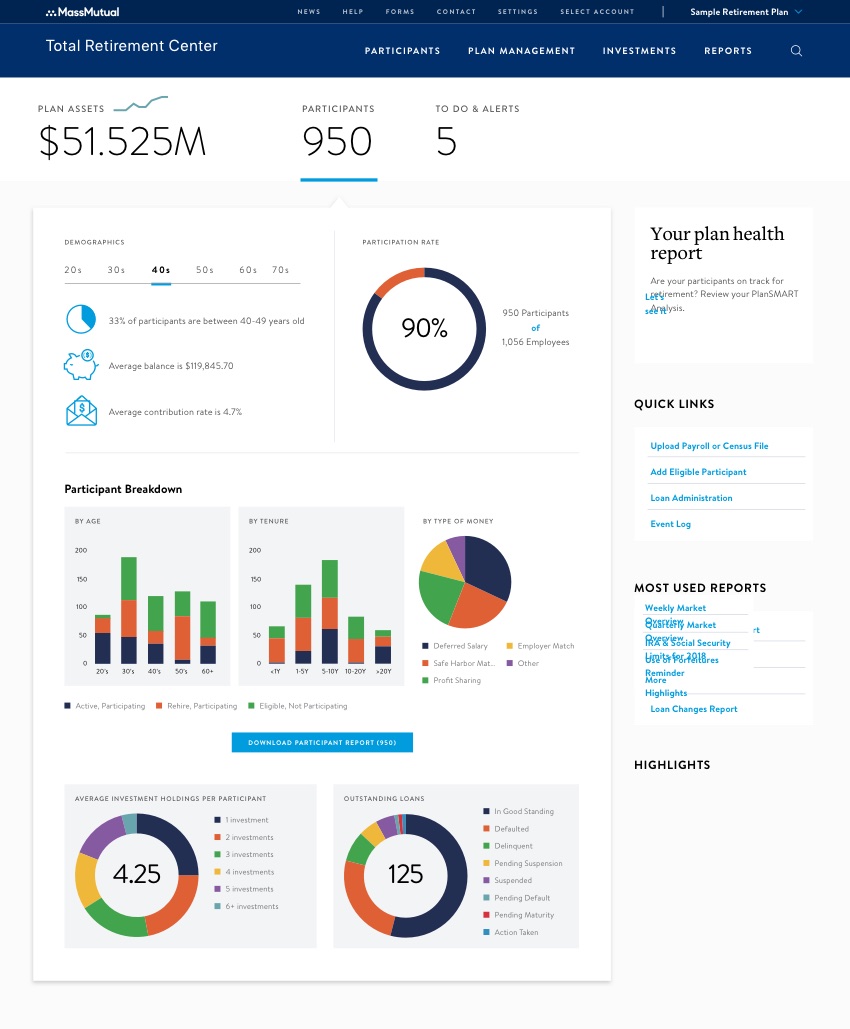 MassMutual
NEWS HELP FORMS CONTACT SETTINGS SELECT ACCOUNT
Sample Retirement Plan
Total Retirement Center
PARTICIPANTS PLAN MANAGEMENT INVESTMENTS REPORTS
PLAN ASSETS
$51.525M
PARTICIPANTS
950
TO DO & ALERTS
5
DEMOGRAPHICS
20s 30s 40s 50s 60s 70s
33% of participants are between 40-49 years old
Average balance is $119,845.70
Average contribution rate is 4.7%
PARTICIPATION RATE
90%
950 Participants
of
1,056 Employees
Participant Breakdown
BY AGE
200
150
100
50
0
20's 30's 40's 50's 60+
BY TENURE
200
150
100
50
0
<1Y 1-5Y 5-10Y 10-20Y >20Y
BY TYPE OF MONEY
Deferred Salary
Employer Match
Safe Harbor Mat...
Other
Profit Sharing
Active, Participating
Rehire, Participating
Eligible, Not Participating
DOWNLOAD PARTICIPANT REPORT (950)
AVERAGE INVESTMENT HOLDINGS PER PARTICIPANT
4.25
1 investment
2 investments
3 investments
4 investments
5 investments
6+ investments
OUTSTANDING LOANS
125
In Good Standing
Defaulted
Delinquent
Pending Suspension
Suspended
Pending Default
Pending Maturity
Action Taken
Your plan health
report
Are your participants on track for
retirement? Review your PlanSMART
Analysis.
Let's
see it
QUICK LINKS
Upload Payroll or Census File
Add Eligible Participant
Loan Administration
Event Log
MOST USED REPORTS
Weekly Market
Overview
Quarterly Market
Overview
IRA & Social Security
Limits for 2018
Use of Forfeitures
Reminder
More
Highlights
rt
Loan Changes Report
HIGHLIGHTS